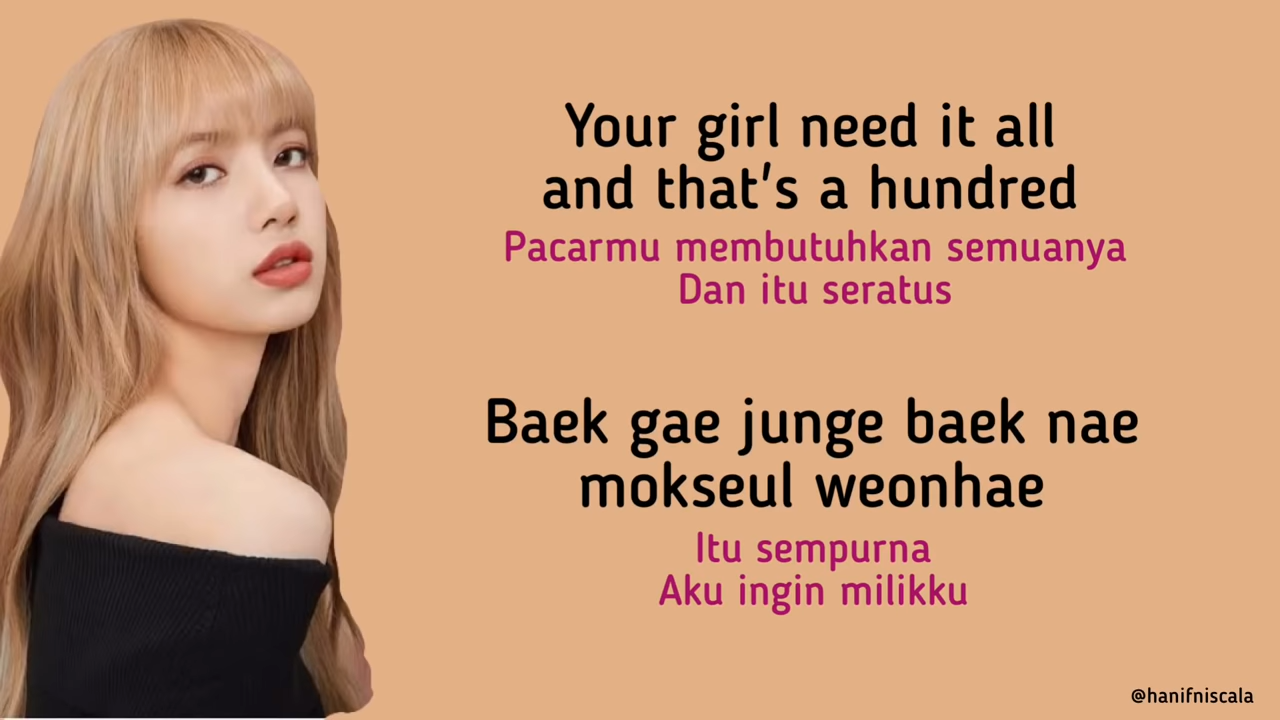 Your girl need it all
and that's a hundred
Pacarmu membutuhkan semuanya
Dan itu seratus
Baek gae junge baek nae
mokseul weonhae
Itu sempurna
Aku ingin milikku
@hanifniscala